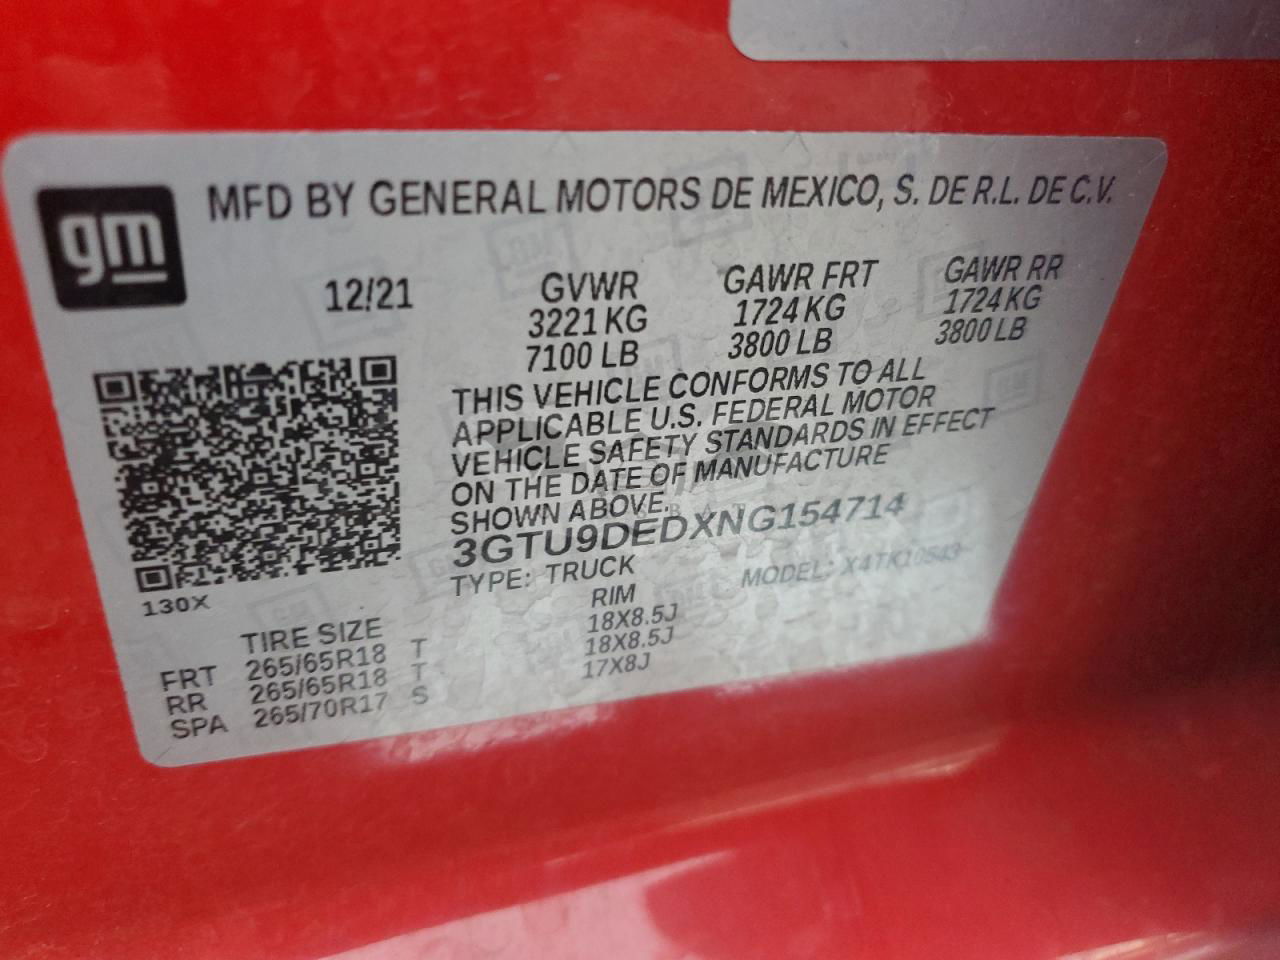 gm
MFD BY GENERAL MOTORS DE MEXICO, S. DE R.L. DE C.V.
12/21 GVWR GAWR FRT GAWR RR
3221 KG 1724 KG 1724 KG
7100 LB 3800 LB 3800 LB
THIS VEHICLE CONFORMS TO ALL
APPLICABLE U.S. FEDERAL MOTOR
VEHICLE SAFETY STANDARDS IN EFFECT
ON THE DATE OF MANUFACTURE
SHOWN ABOVE.
3GTU9DEDXNG154714
TYPE: TRUCK MODEL: X4TK10543
130X
TIRE SIZE RIM
FRT 265/65R18 T 18X8.5J
RR 265/65R18 T 18X8.5J
SPA 265/70R17 S 17X8J